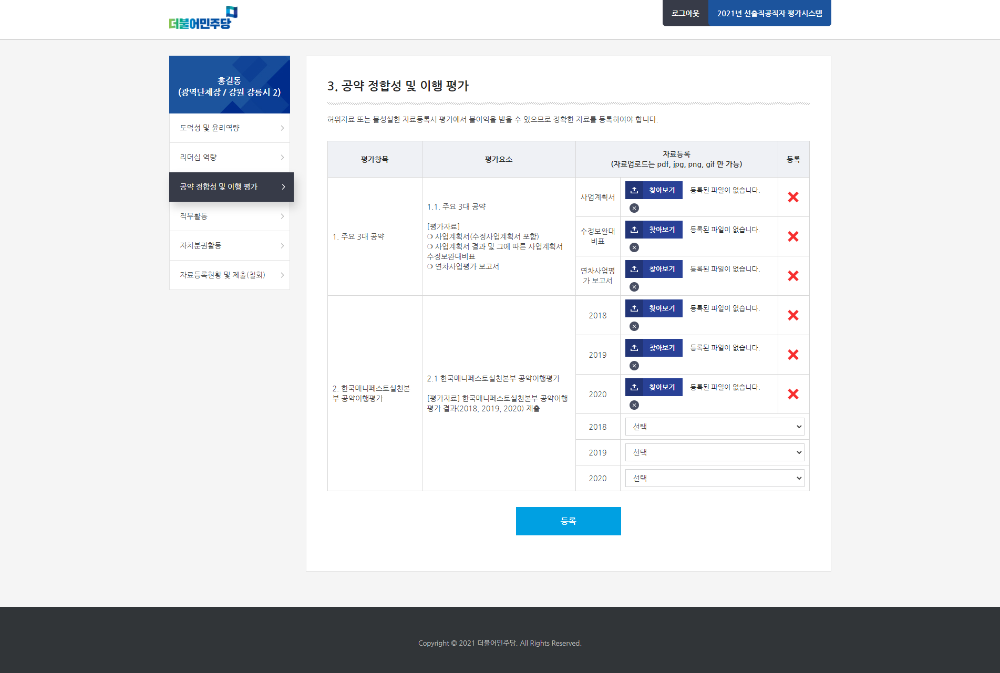 더불어민주당
로그아웃
2021년 선출직공직자 평가시스템
홍길동
(광역단체장 / 강원 강릉시 2)
도덕성 및 윤리역량
리더십 역량
공약 정합성 및 이행 평가
직무활동
자치분권활동
자료등록현황 및 제출(철회)
3. 공약 정합성 및 이행 평가
허위자료 또는 불성실한 자료등록시 평가에서 불이익을 받을 수 있으므로 정확한 자료를 등록하여야 합니다.
평가항목
평가요소
자료등록
(자료업로드는 pdf, jpg, png, gif 만 가능)
등록
1. 주요 3대 공약
1.1. 주요 3대 공약
[평가자료]
❍ 사업계획서(수정사업계획서 포함)
❍ 사업계획서 결과 및 그에 따른 사업계획서
수정보완대비표
❍ 연차사업평가 보고서
사업계획서
찾아보기
등록된 파일이 없습니다.
수정보완대
비표
찾아보기
등록된 파일이 없습니다.
연차사업평
가 보고서
찾아보기
등록된 파일이 없습니다.
2. 한국매니페스토실천본
부 공약이행평가
2.1 한국매니페스토실천본부 공약이행평가
[평가자료] 한국매니페스토실천본부 공약이행
평가 결과(2018, 2019, 2020) 제출
2018
찾아보기
등록된 파일이 없습니다.
2019
찾아보기
등록된 파일이 없습니다.
2020
찾아보기
등록된 파일이 없습니다.
2018
선택
2019
선택
2020
선택
등록
Copyright © 2021 더불어민주당. All Rights Reserved.